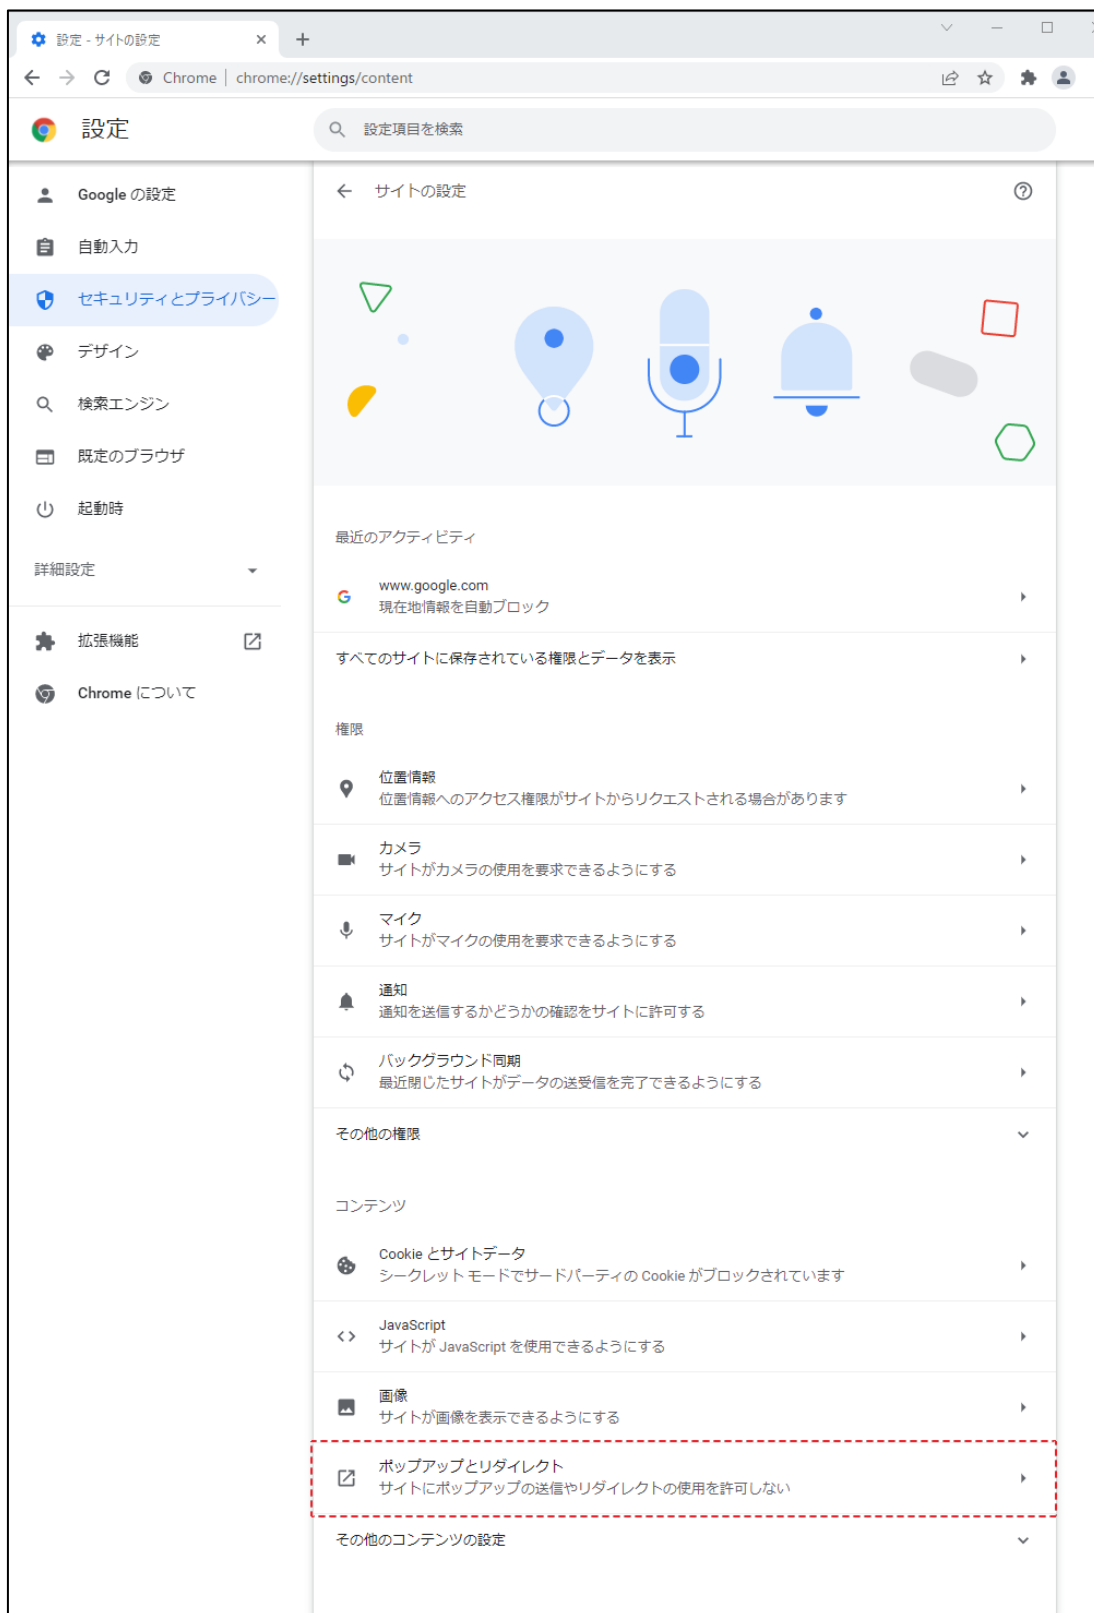 設定 - サイトの設定
Chrome | chrome://settings/content
設定
設定項目を検索
Google の設定
自動入力
セキュリティとプライバシー
デザイン
検索エンジン
既定のブラウザ
起動時
詳細設定
拡張機能
Chrome について
サイトの設定
最近のアクティビティ
www.google.com
現在地情報を自動ブロック
すべてのサイトに保存されている権限とデータを表示
権限
位置情報
位置情報へのアクセス権限がサイトからリクエストされる場合があります
カメラ
サイトがカメラの使用を要求できるようにする
マイク
サイトがマイクの使用を要求できるようにする
通知
通知を送信するかどうかの確認をサイトに許可する
バックグラウンド同期
最近閉じたサイトがデータの送受信を完了できるようにする
その他の権限
コンテンツ
Cookie とサイトデータ
シークレット モードでサードパーティの Cookie がブロックされています
JavaScript
サイトが JavaScript を使用できるようにする
画像
サイトが画像を表示できるようにする
ポップアップとリダイレクト
サイトにポップアップの送信やリダイレクトの使用を許可しない
その他のコンテンツの設定